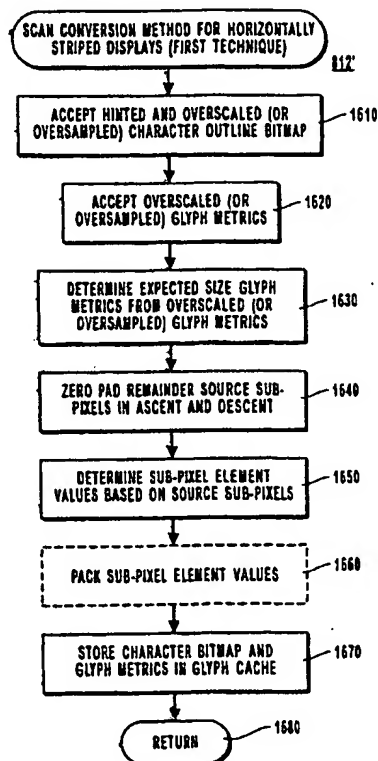 SCAN CONVERSION METHOD FOR HORIZONTALLY
STRIPED DISPLAYS (FIRST TECHNIQUE)
812'
ACCEPT HINTED AND OVERSCALED (OR
OVERSAMPLED) CHARACTER OUTLINE BITMAP
1610
ACCEPT OVERSCALED (OR
OVERSAMPLED) GLYPH METRICS
1620
DETERMINE EXPECTED SIZE GLYPH
METRICS FROM OVERSCALED (OR
OVERSAMPLED) GLYPH METRICS
1630
ZERO PAD REMAINDER SOURCE SUB-
PIXELS IN ASCENT AND DESCENT
1640
DETERMINE SUB-PIXEL ELEMENT
VALUES BASED ON SOURCE SUB-PIXELS
1650
PACK SUB-PIXEL ELEMENT VALUES
1660
STORE CHARACTER BITMAP AND
GLYPH METRICS IN GLYPH CACHE
1670
RETURN
1680